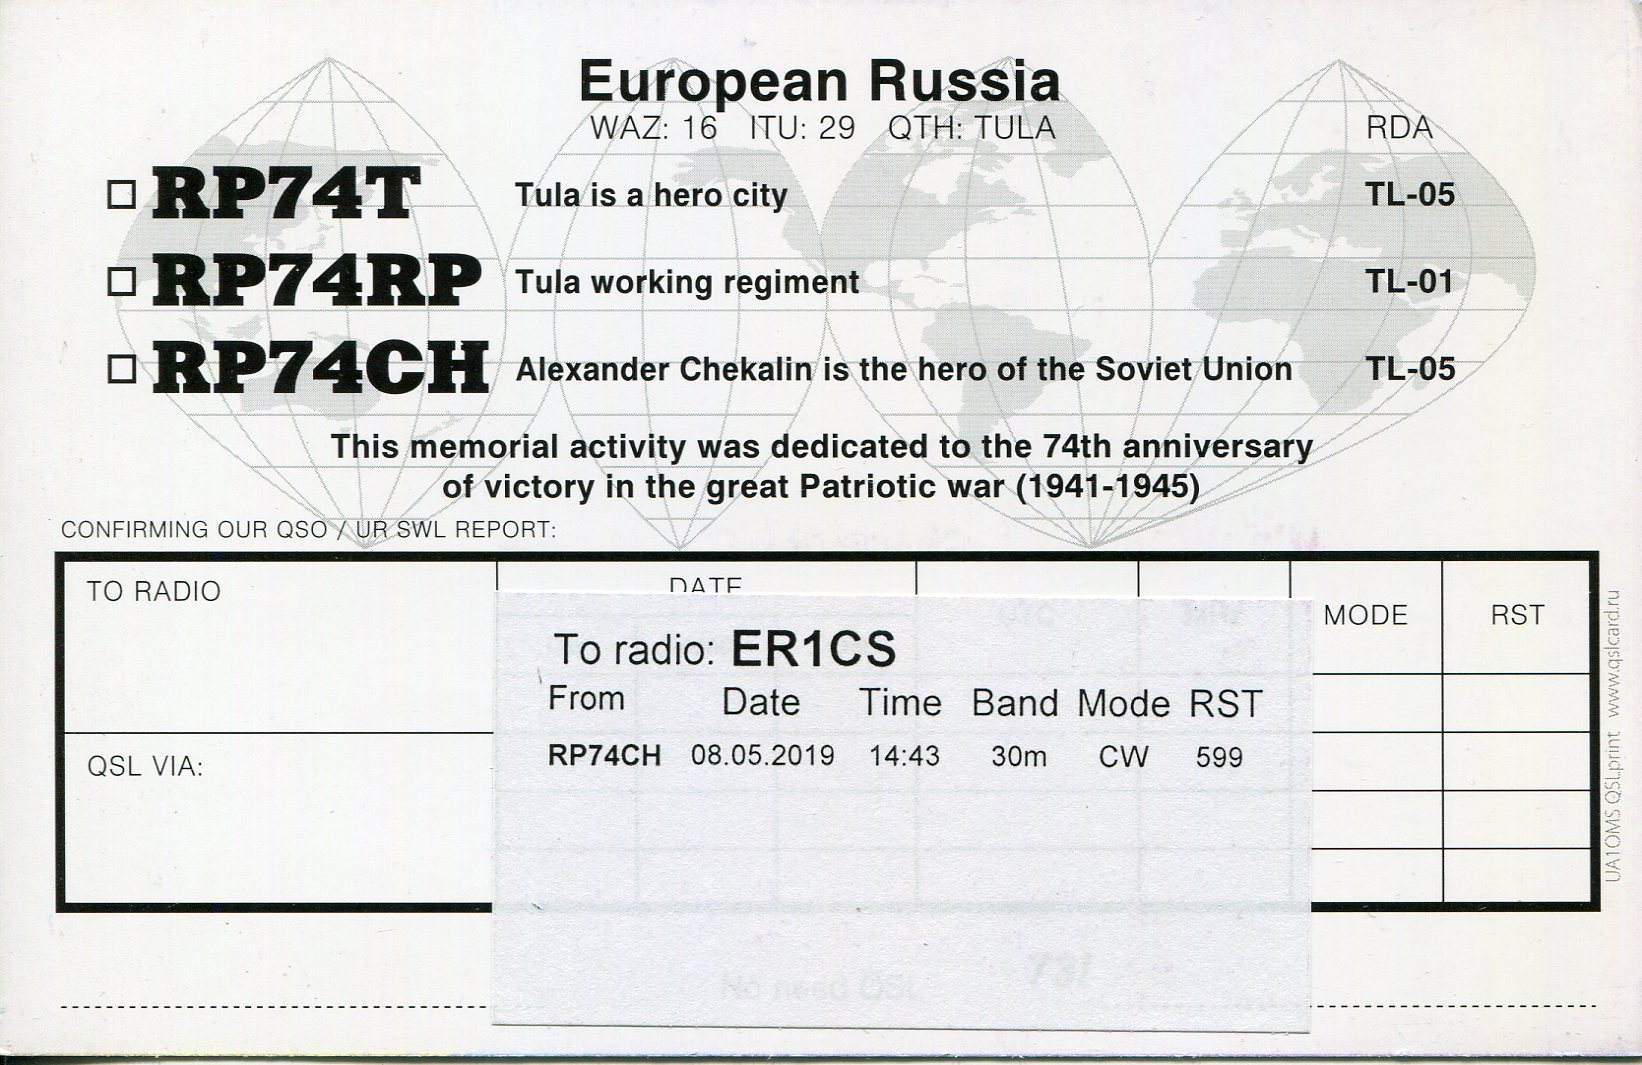 European Russia
WAZ: 16 ITU: 29 QTH: TULA RDA
RP74T Tula is a hero city TL-05
RP74RP Tula working regiment TL-01
RP74CH Alexander Chekalin is the hero of the Soviet Union TL-05
This memorial activity was dedicated to the 74th anniversary
of victory in the great Patriotic war (1941-1945)
CONFIRMING OUR QSO / UR SWL REPORT:
TO RADIO DATE MODE RST
QSL VIA:
To radio: ER1CS
From Date Time Band Mode RST
RP74CH 08.05.2019 14:43 30m CW 599
No need QSL 73!
UA1OMS QSLprint www.qslcard.ru